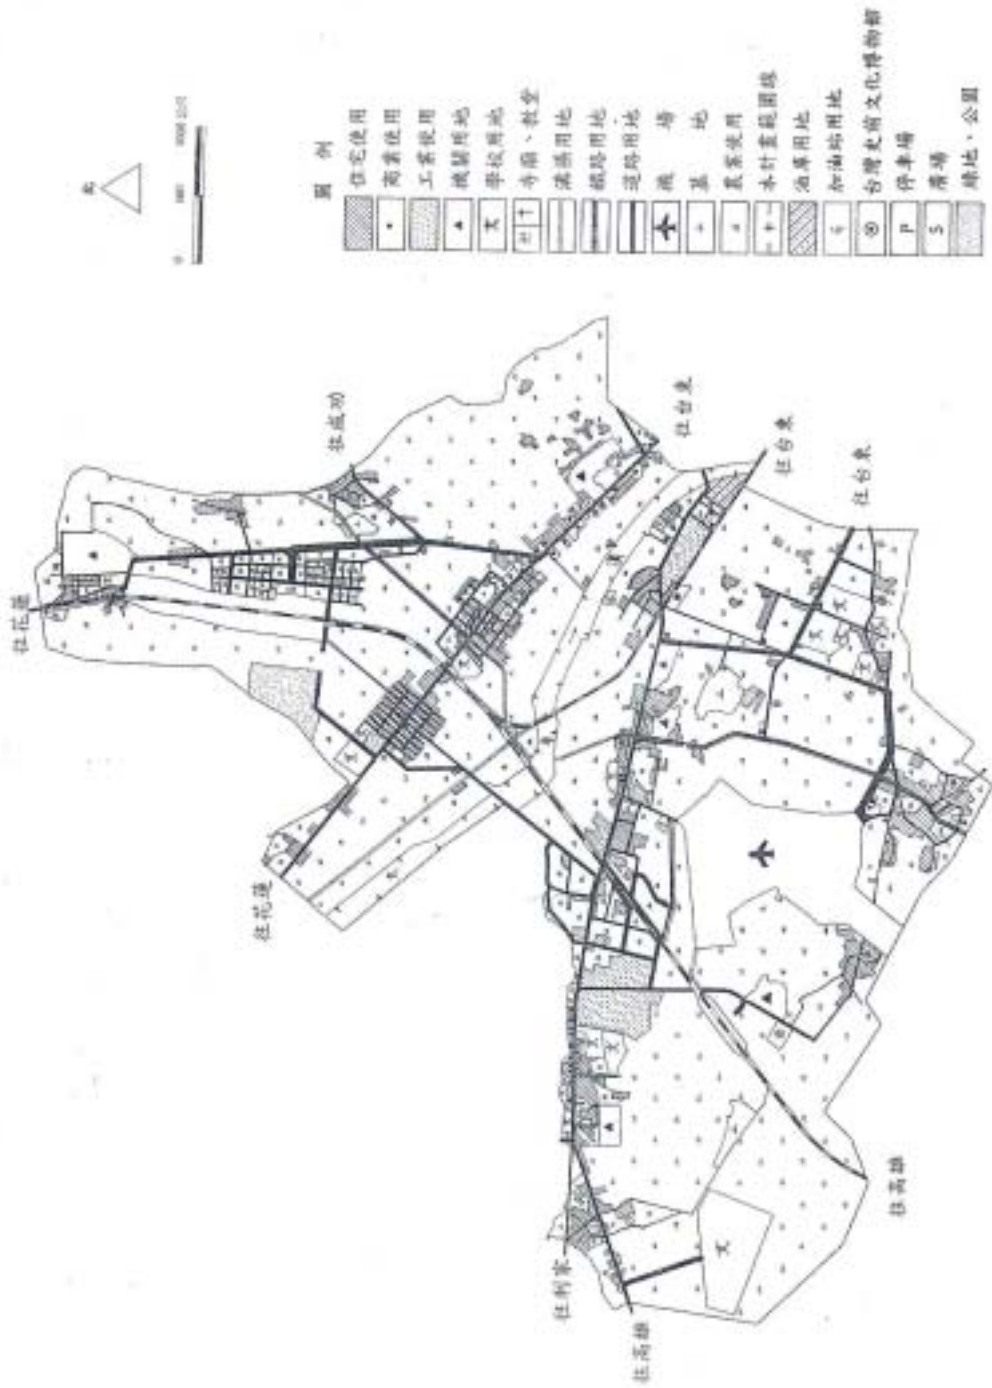 北
0
圖例
住宅使用
商業使用
工業使用
機關用地
學校用地
寺廟、教堂
溝渠用地
鐵路用地
道路用地
機場
墓地
農業使用
本計畫範圍線
油庫用地
加油站用地
台灣史前文化博物館
停車場
廣場
綠地、公園
往花蓮
往成功
往台東
往台東
往台東
往花蓮
往利家
往高雄
往高雄